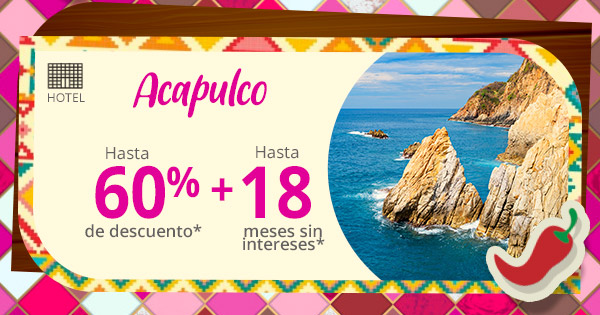 HOTEL
Acapulco
Hasta
60%
de descuento*
+
Hasta
18
meses sin
intereses*